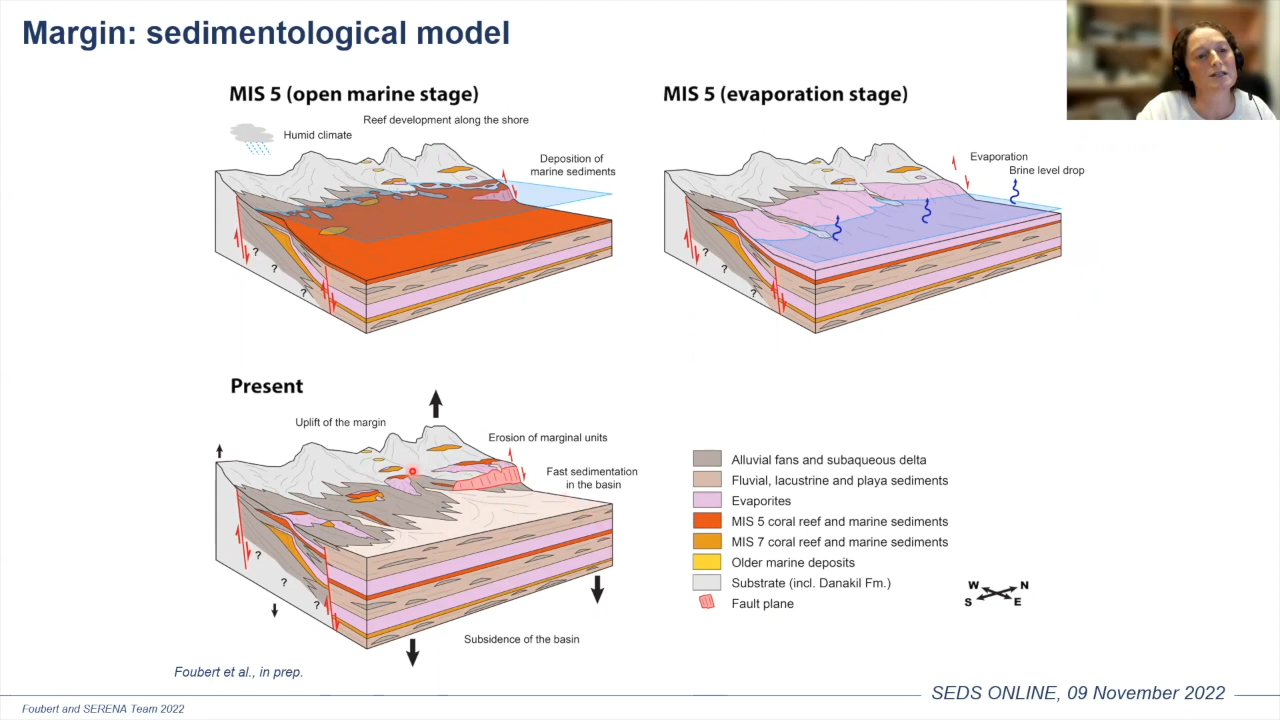 Margin: sedimentological model
MIS 5 (open marine stage)
Reef development along the shore
Humid climate
Deposition of
marine sediments
?
?
?
MIS 5 (evaporation stage)
Evaporation
Brine level drop
?
?
?
Present
Uplift of the margin
Erosion of marginal units
Fast sedimentation
in the basin
?
?
?
Subsidence of the basin
Alluvial fans and subaqueous delta
Fluvial, lacustrine and playa sediments
Evaporites
MIS 5 coral reef and marine sediments
MIS 7 coral reef and marine sediments
Older marine deposits
Substrate (incl. Danakil Fm.)
Fault plane
W N
S E
Foubert et al., in prep.
SEDS ONLINE, 09 November 2022
Foubert and SERENA Team 2022